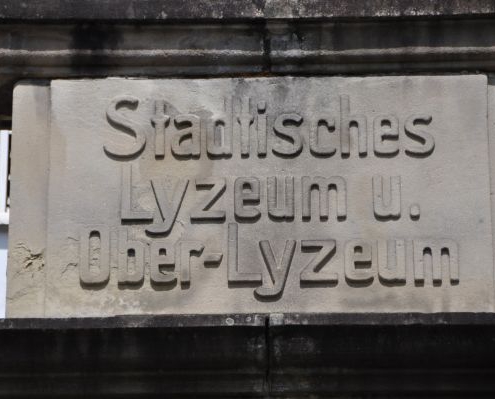 Städtisches
Lyzeum u.
Ober-Lyzeum